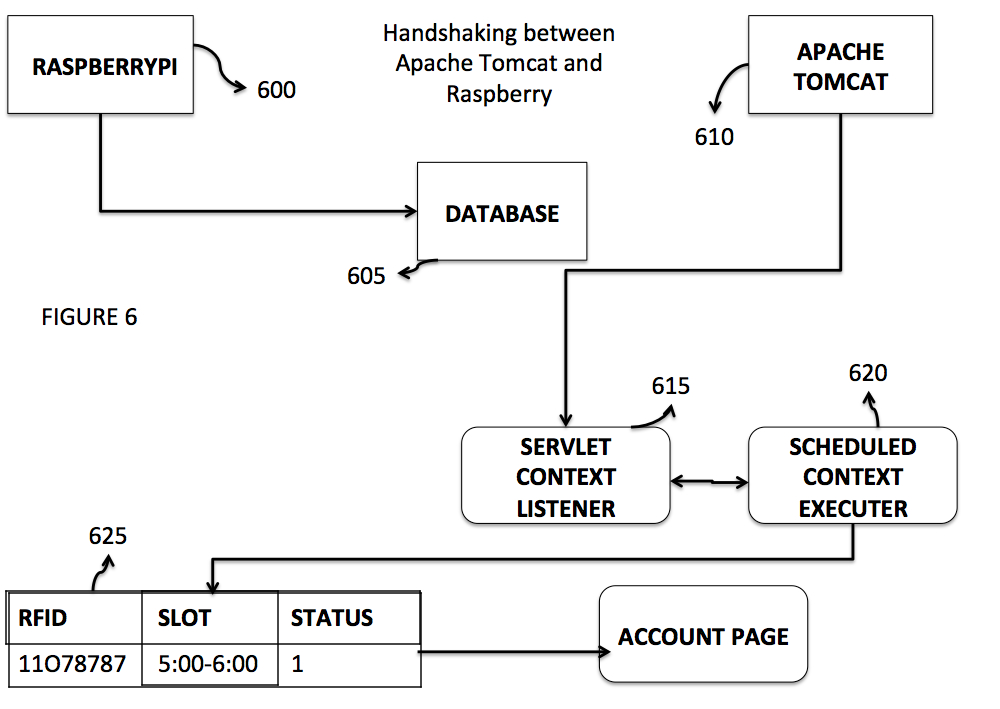 Handshaking between
Apache Tomcat and
Raspberry
RASPBERRYPI
600
APACHE
TOMCAT
610
DATABASE
605
FIGURE 6
615
620
SERVLET
CONTEXT
LISTENER
SCHEDULED
CONTEXT
EXECUTER
625
RFID SLOT STATUS
11O78787 5:00-6:00 1
ACCOUNT PAGE